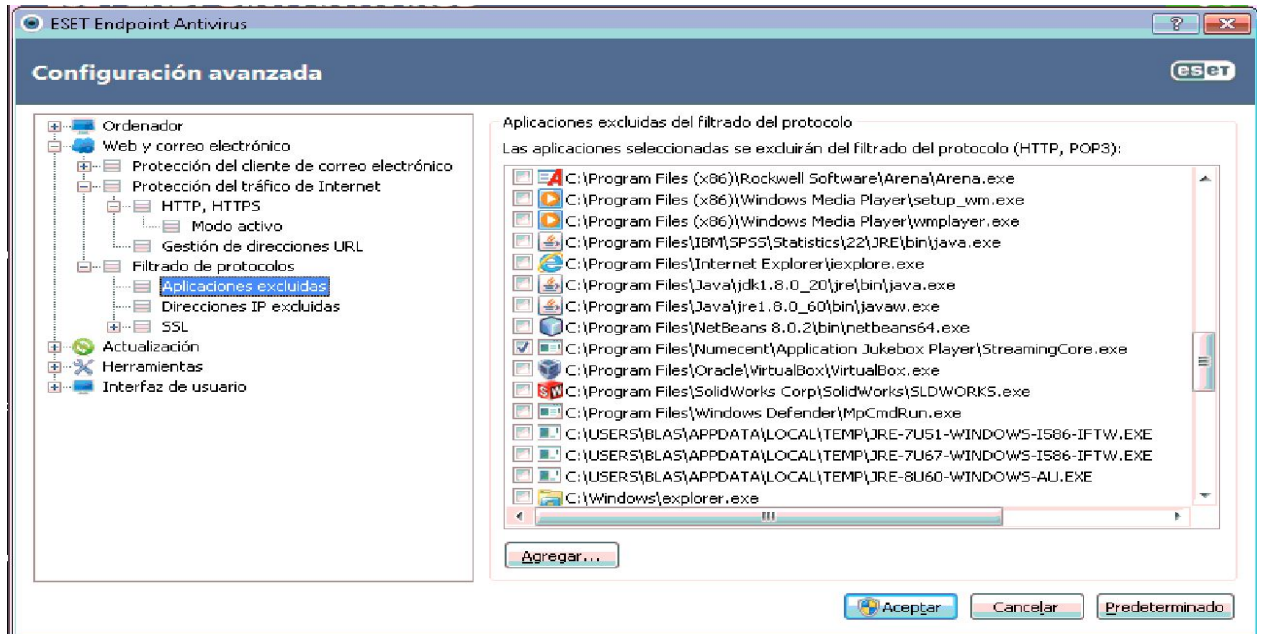 ESET Endpoint Antivirus
Configuración avanzada
eseT
Ordenador
Web y correo electrónico
Protección del cliente de correo electrónico
Protección del tráfico de Internet
HTTP, HTTPS
Modo activo
Gestión de direcciones URL
Filtrado de protocolos
Aplicaciones excluidas
Direcciones IP excluidas
SSL
Actualización
Herramientas
Interfaz de usuario
Aplicaciones excluidas del filtrado del protocolo
Las aplicaciones seleccionadas se excluirán del filtrado del protocolo (HTTP, POP3):
C:\Program Files (x86)\Rockwell Software\Arena\Arena.exe
C:\Program Files (x86)\Windows Media Player\setup_wm.exe
C:\Program Files (x86)\Windows Media Player\wmplayer.exe
C:\Program Files\IBM\SPSS\Statistics\22\JRE\bin\java.exe
C:\Program Files\Internet Explorer\iexplore.exe
C:\Program Files\Java\jdk1.8.0_20\jre\bin\java.exe
C:\Program Files\Java\jre1.8.0_60\bin\javaw.exe
C:\Program Files\NetBeans 8.0.2\bin\netbeans64.exe
C:\Program Files\Numecent\Application Jukebox Player\StreamingCore.exe
C:\Program Files\Oracle\VirtualBox\VirtualBox.exe
C:\Program Files\SolidWorks Corp\SolidWorks\SLDWORKS.exe
C:\Program Files\Windows Defender\MpCmdRun.exe
C:\USERS\BLAS\APPDATA\LOCAL\TEMP\JRE-7U51-WINDOWS-I586-IFTW.EXE
C:\USERS\BLAS\APPDATA\LOCAL\TEMP\JRE-7U67-WINDOWS-I586-IFTW.EXE
C:\USERS\BLAS\APPDATA\LOCAL\TEMP\JRE-8U60-WINDOWS-AU.EXE
C:\Windows\explorer.exe
Agregar...
Aceptar
Cancelar
Predeterminado